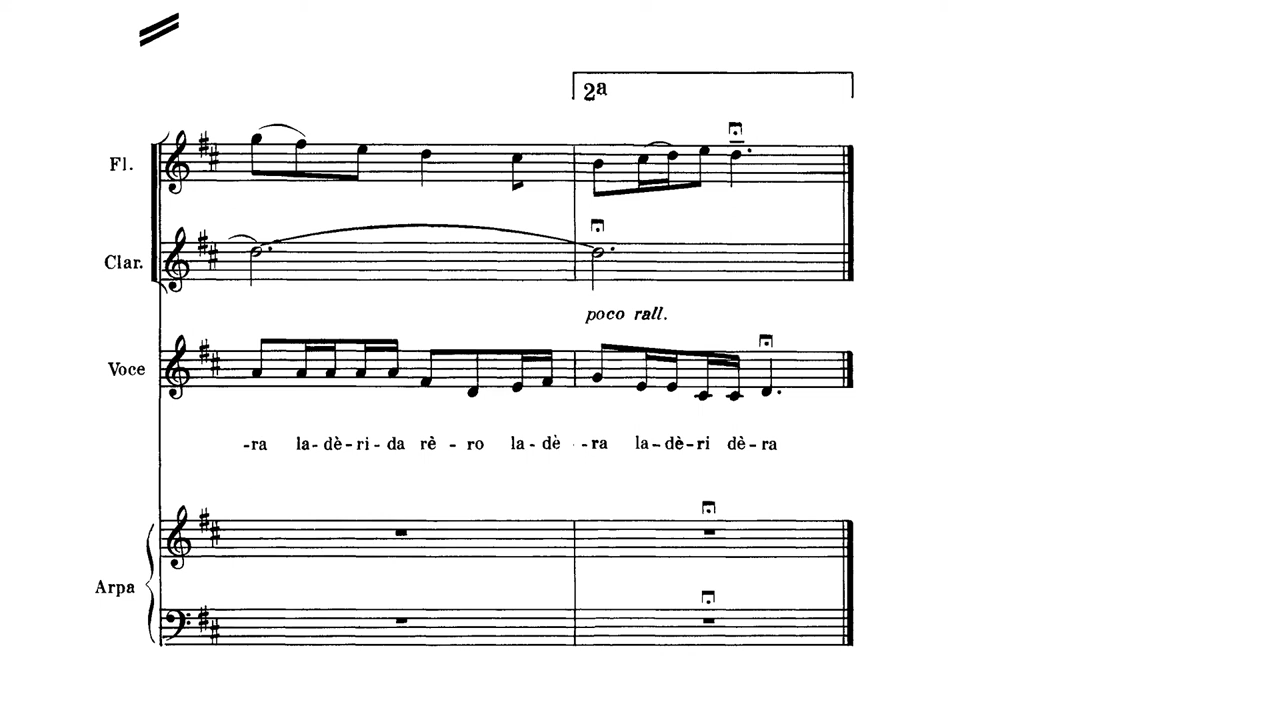 2a
Fl.
Clar.
poco rall.
Voce
-ra la-dè-ri-da rè-ro la-dè -ra la-dè-ri dè-ra
Arpa